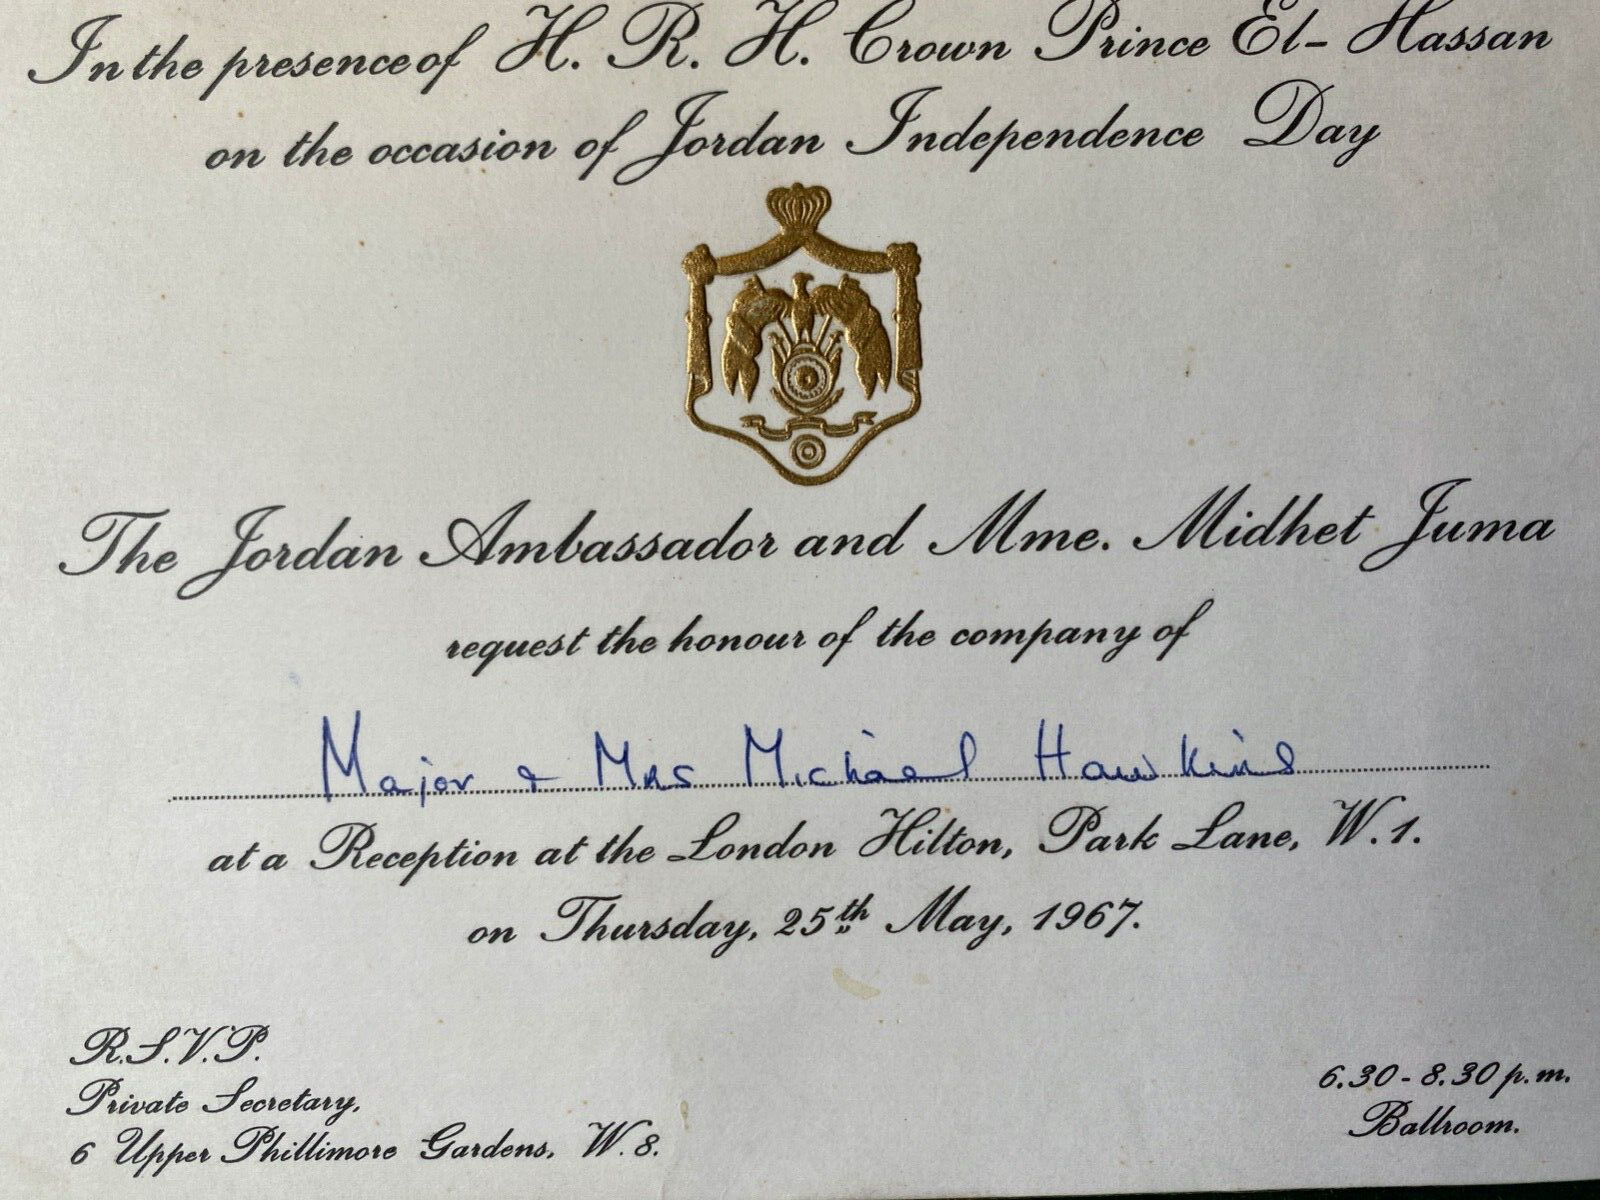 In the presence of H. R. H. Crown Prince El-Hassan
on the occasion of Jordan Independence Day
The Jordan Ambassador and Mme. Midhet Juma
request the honour of the company of
Major & Mrs Michael Hawkins
at a Reception at the London Hilton, Park Lane, W.1.
on Thursday, 25th May, 1967.
R.S.V.P.
Private Secretary,
6 Upper Phillimore Gardens, W.8.
6.30 - 8.30 p.m.
Ballroom.